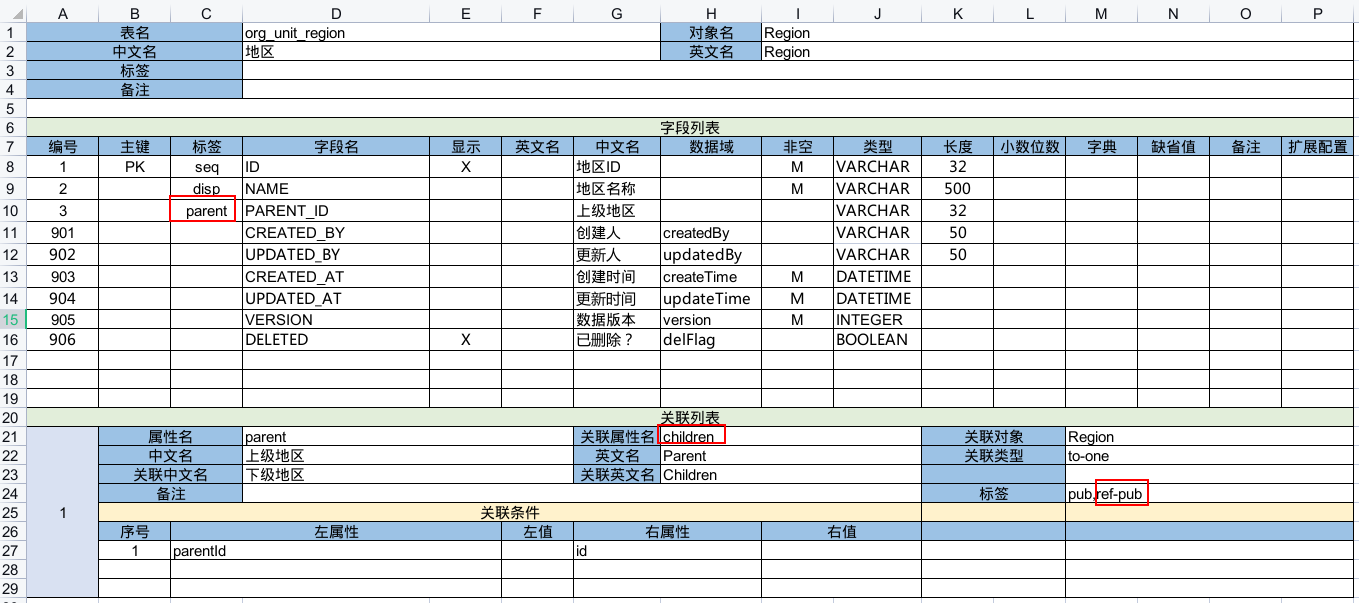 A B C D E F G H I J K L M N O P
1 表名 org_unit_region 对象名 Region
2 中文名 地区 英文名 Region
3 标签
4 备注
5
6 字段列表
7 编号 主键 标签 字段名 显示 英文名 中文名 数据域 非空 类型 长度 小数位数 字典 缺省值 备注 扩展配置
8 1 PK seq ID X 地区ID M VARCHAR 32
9 2 disp NAME 地区名称 M VARCHAR 500
10 3 parent PARENT_ID 上级地区 VARCHAR 32
11 901 CREATED_BY 创建人 createdBy VARCHAR 50
12 902 UPDATED_BY 更新人 updatedBy VARCHAR 50
13 903 CREATED_AT 创建时间 createTime M DATETIME
14 904 UPDATED_AT 更新时间 updateTime M DATETIME
15 905 VERSION 数据版本 version M INTEGER
16 906 DELETED X 已删除？ delFlag BOOLEAN
17
18
19
20 关联列表
21 属性名 parent 关联属性名 children 关联对象 Region
22 中文名 上级地区 英文名 Parent 关联类型 to-one
23 关联中文名 下级地区 关联英文名 Children
24 备注 标签 pub,ref-pub
25 1 关联条件
26 序号 左属性 左值 右属性 右值
27 1 parentId id
28
29